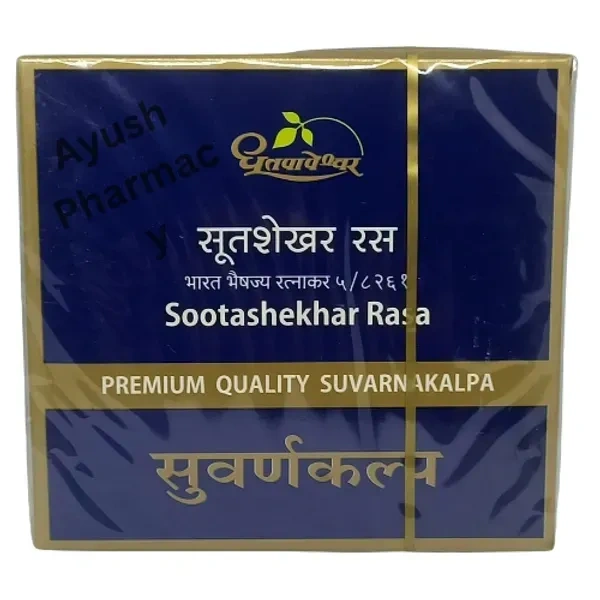 Ayush
Pharmac
y
धूतपापेश्वर
सूतशेखर रस
भारत भैषज्य रत्नाकर ५/८२६१
Sootashekhar Rasa
PREMIUM QUALITY SUVARNAKALPA
सुवर्णकल्प